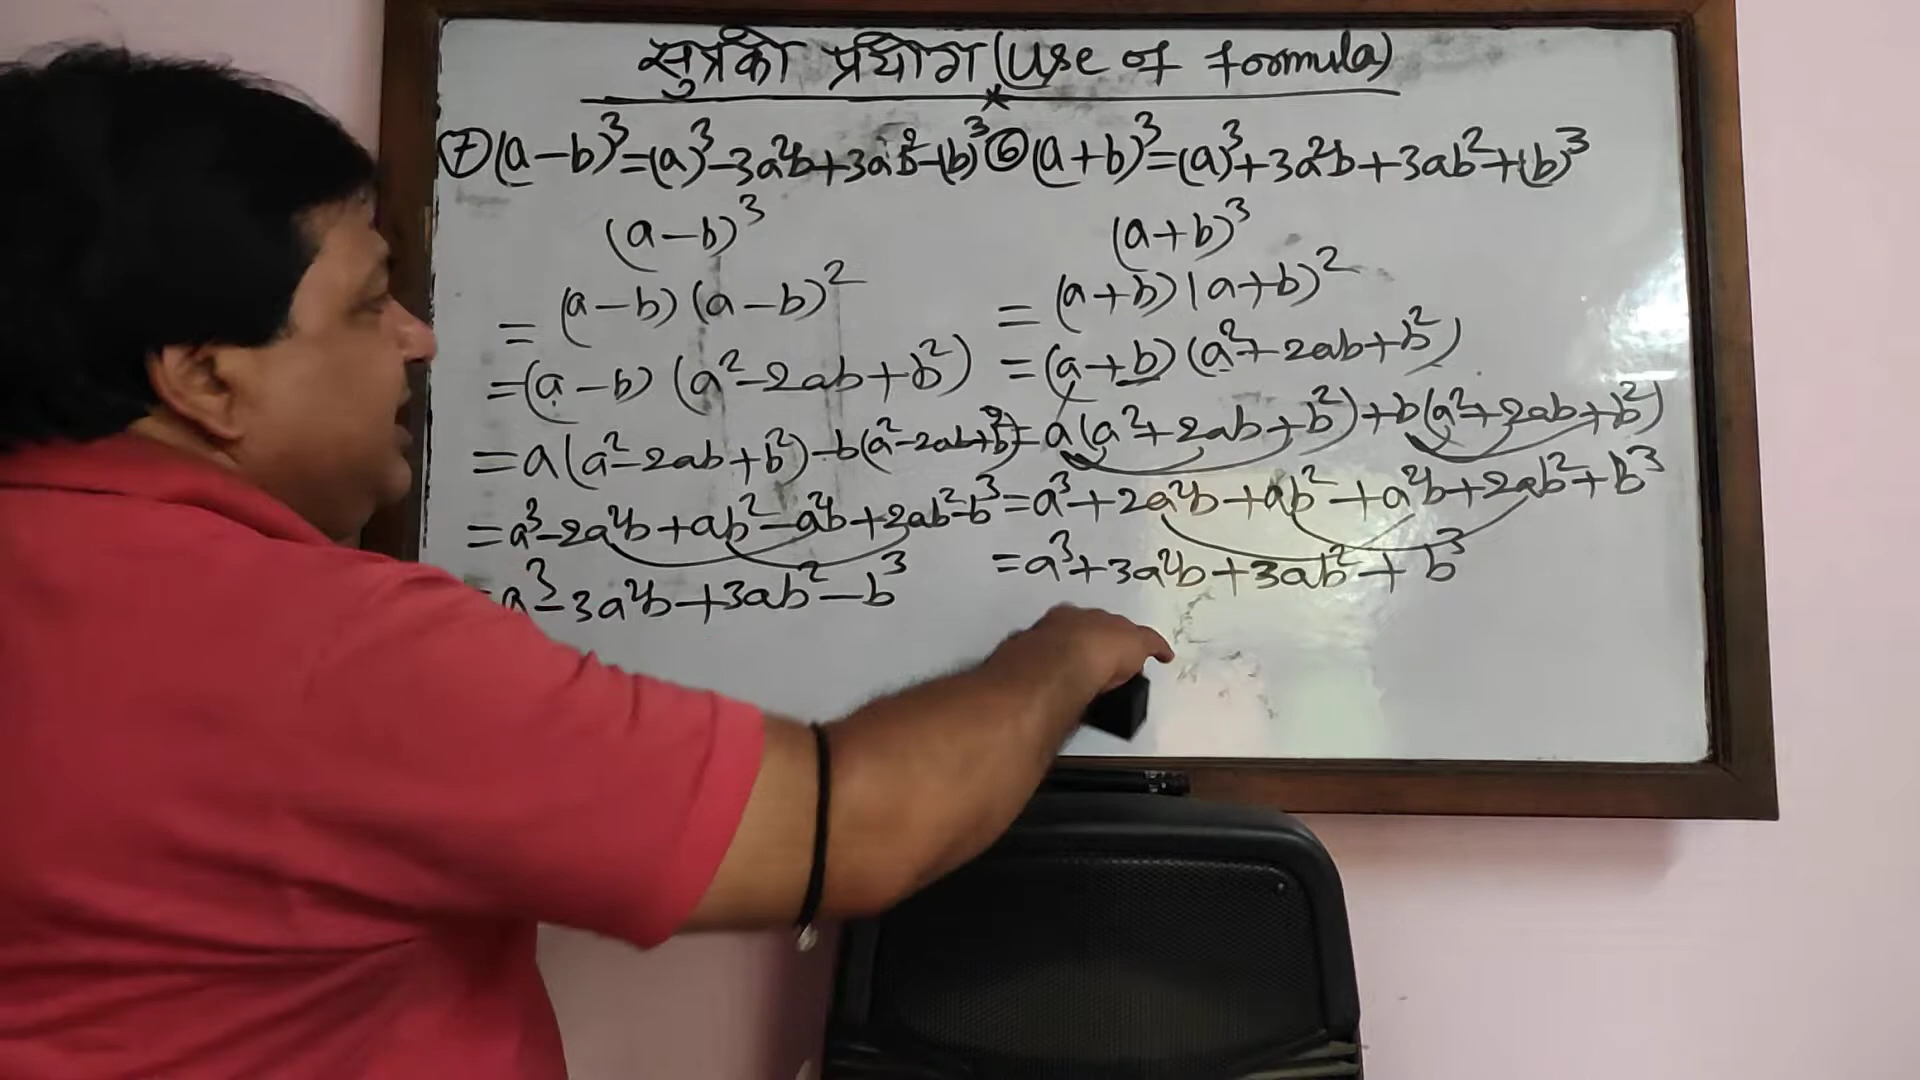 सुत्रको प्रयोग (Use of formula)
⑦ (a-b)³=(a)³-3a²b+3ab²-(b)³
(a-b)³
= (a-b) (a-b)²
=(a-b) (a²-2ab+b²)
=a(a²-2ab+b²)-b(a²-2ab+b²)
=a³-2a²b+ab²-a²b+2ab²-b³
=a³-3a²b+3ab²-b³
⑥ (a+b)³=(a)³+3a²b+3ab²+(b)³
(a+b)³
= (a+b)(a+b)²
=(a+b) (a²+2ab+b²)
=a(a²+2ab+b²)+b(a²+2ab+b²)
=a³+2a²b+ab²+a²b+2ab²+b³
=a³+3a²b+3ab²+b³